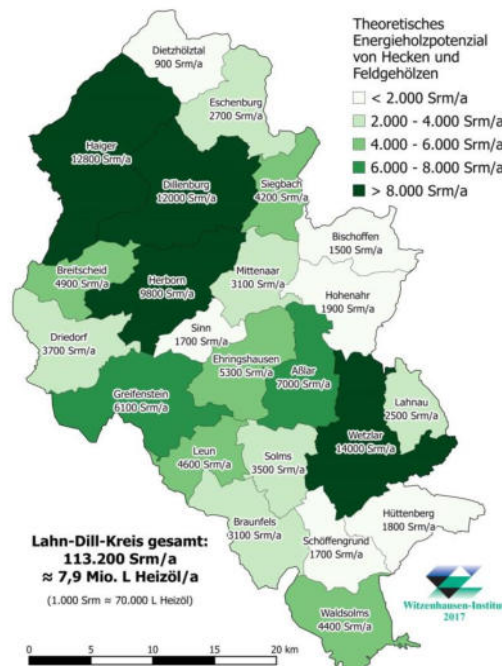 Theoretisches
Energieholzpotenzial
von Hecken und
Feldgehölzen
< 2.000 Srm/a
2.000 - 4.000 Srm/a
4.000 - 6.000 Srm/a
6.000 - 8.000 Srm/a
> 8.000 Srm/a
Dietzhölztal
900 Srm/a
Eschenburg
2700 Srm/a
Haiger
12800 Srm/a
Dillenburg
12000 Srm/a
Siegbach
4200 Srm/a
Bischoffen
1500 Srm/a
Breitscheid
4900 Srm/a
Herborn
9800 Srm/a
Mittenaar
3100 Srm/a
Hohenahr
1900 Srm/a
Sinn
1700 Srm/a
Driedorf
3700 Srm/a
Ehringshausen
5300 Srm/a
Aßlar
7000 Srm/a
Greifenstein
6100 Srm/a
Lahnau
2500 Srm/a
Wetzlar
14000 Srm/a
Leun
4600 Srm/a
Solms
3500 Srm/a
Braunfels
3100 Srm/a
Schöffengrund
1700 Srm/a
Hüttenberg
1800 Srm/a
Waldsolms
4400 Srm/a
Lahn-Dill-Kreis gesamt:
113.200 Srm/a
≈ 7,9 Mio. L Heizöl/a
(1.000 Srm ≈ 70.000 L Heizöl)
Witzenhausen-Institut
2017
0 5 10 15 20 km